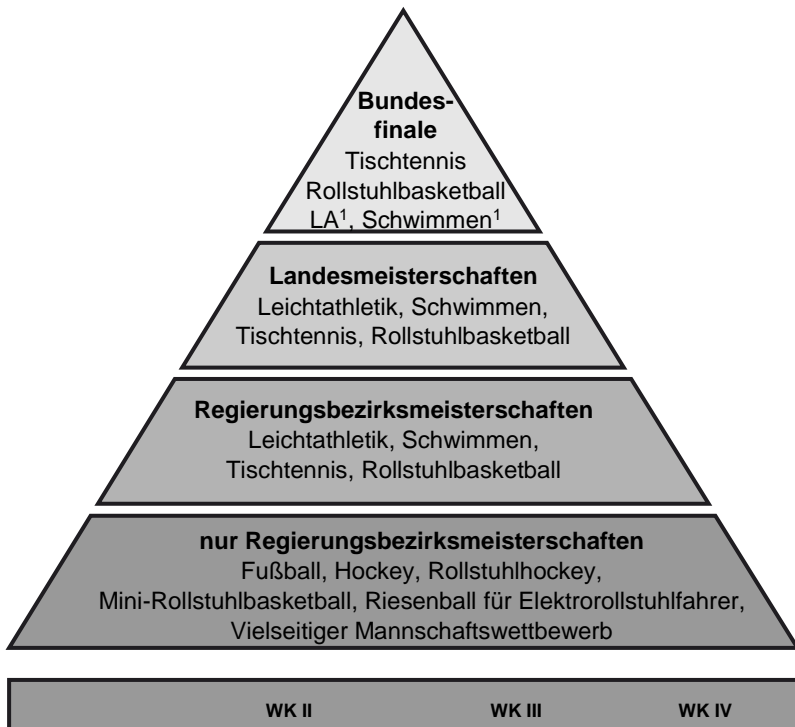 Bundes-
finale
Tischtennis
Rollstuhlbasketball
LA¹, Schwimmen¹
Landesmeisterschaften
Leichtathletik, Schwimmen,
Tischtennis, Rollstuhlbasketball
Regierungsbezirksmeisterschaften
Leichtathletik, Schwimmen,
Tischtennis, Rollstuhlbasketball
nur Regierungsbezirksmeisterschaften
Fußball, Hockey, Rollstuhlhockey,
Mini-Rollstuhlbasketball, Riesenball für Elektrorollstuhlfahrer,
Vielseitiger Mannschaftswettbewerb
WK II WK III WK IV